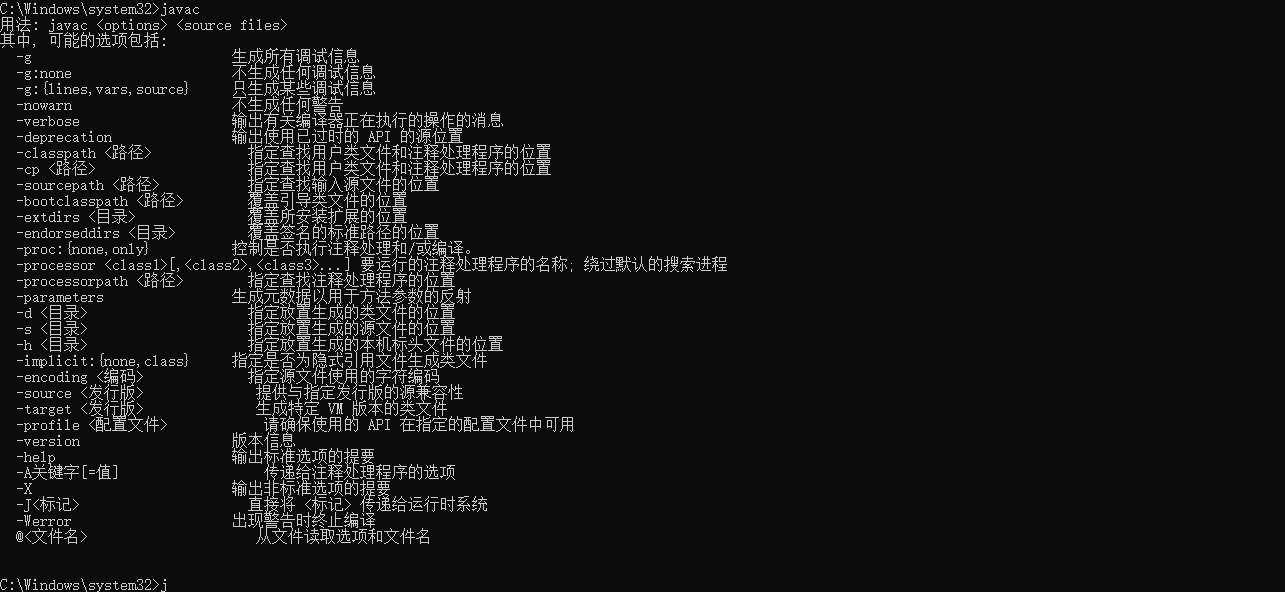 C:\Windows\system32>javac
用法: javac <options> <source files>
其中, 可能的选项包括:
  -g                         生成所有调试信息
  -g:none                    不生成任何调试信息
  -g:{lines,vars,source}     只生成某些调试信息
  -nowarn                    不生成任何警告
  -verbose                   输出有关编译器正在执行的操作的消息
  -deprecation               输出使用已过时的 API 的源位置
  -classpath <路径>            指定查找用户类文件和注释处理程序的位置
  -cp <路径>                   指定查找用户类文件和注释处理程序的位置
  -sourcepath <路径>           指定查找输入源文件的位置
  -bootclasspath <路径>        覆盖引导类文件的位置
  -extdirs <目录>              覆盖所安装扩展的位置
  -endorseddirs <目录>         覆盖签名的标准路径的位置
  -proc:{none,only}          控制是否执行注释处理和/或编译。
  -processor <class1>[,<class2>,<class3>...] 要运行的注释处理程序的名称; 绕过默认的搜索进程
  -processorpath <路径>        指定查找注释处理程序的位置
  -parameters                生成元数据以用于方法参数的反射
  -d <目录>                    指定放置生成的类文件的位置
  -s <目录>                    指定放置生成的源文件的位置
  -h <目录>                    指定放置生成的本机标头文件的位置
  -implicit:{none,class}     指定是否为隐式引用文件生成类文件
  -encoding <编码>             指定源文件使用的字符编码
  -source <发行版>              提供与指定发行版的源兼容性
  -target <发行版>              生成特定 VM 版本的类文件
  -profile <配置文件>            请确保使用的 API 在指定的配置文件中可用
  -version                   版本信息
  -help                      输出标准选项的提要
  -A关键字[=值]                  传递给注释处理程序的选项
  -X                         输出非标准选项的提要
  -J<标记>                     直接将 <标记> 传递给运行时系统
  -Werror                    出现警告时终止编译
  @<文件名>                     从文件读取选项和文件名
C:\Windows\system32>j